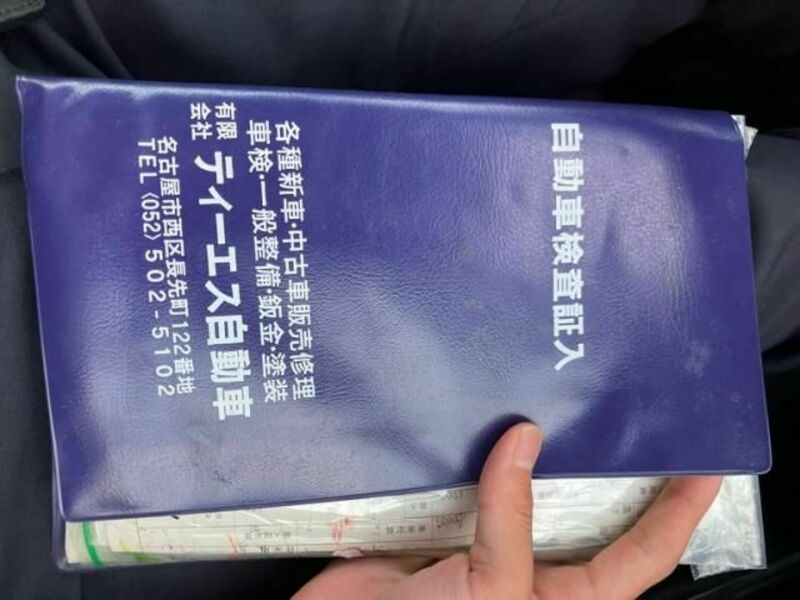 自動車検査証入
各種新車・中古車販売修理
車検・一般整備・鈑金・塗装
有限会社 ティーエス自動車
名古屋市西区長先町122番地
TEL〈052〉502-5102